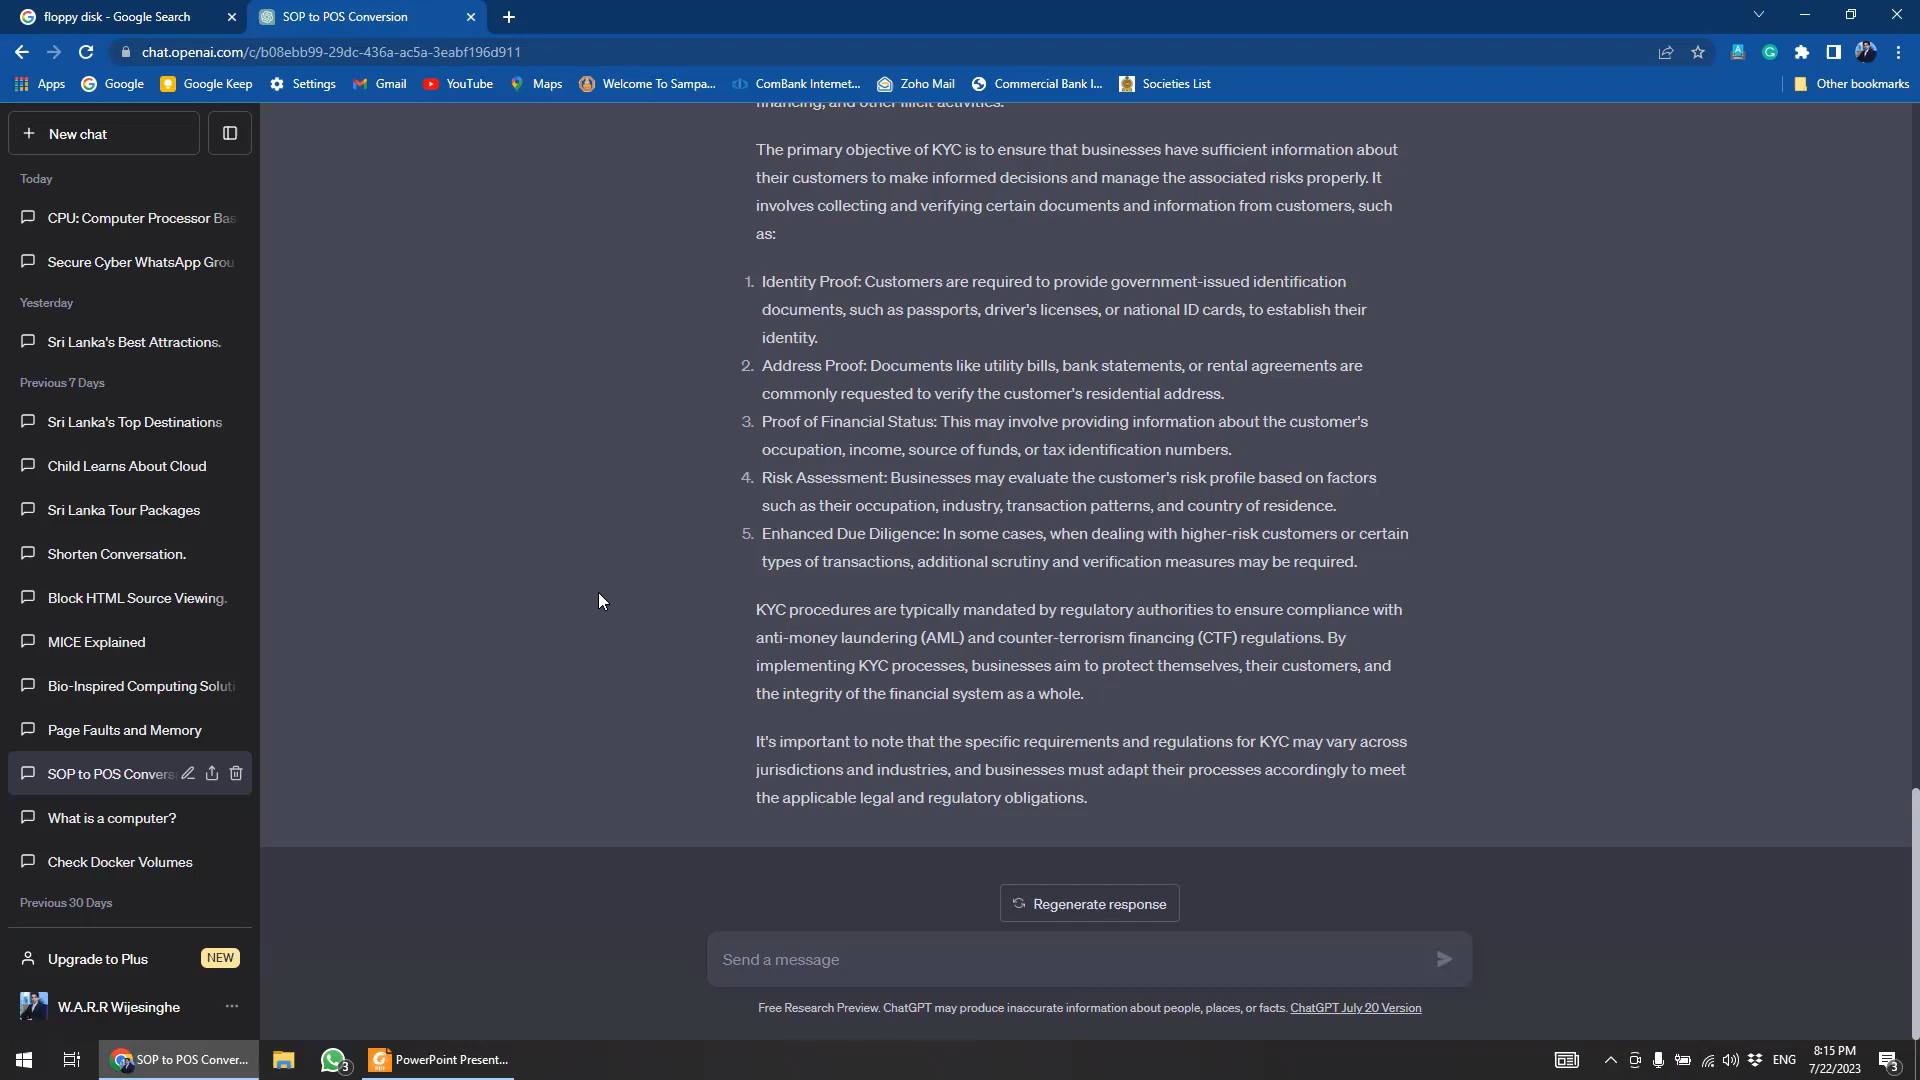 floppy disk - Google Search
SOP to POS Conversion
chat.openai.com/c/b08ebb99-29dc-436a-ac5a-3eabf196d911
Apps
Google
Google Keep
Settings
Gmail
YouTube
Maps
Welcome To Sampa...
ComBank Internet...
Zoho Mail
Commercial Bank I...
Societies List
Other bookmarks
New chat
Today
CPU: Computer Processor Bas
Secure Cyber WhatsApp Grou
Yesterday
Sri Lanka's Best Attractions.
Previous 7 Days
Sri Lanka's Top Destinations
Child Learns About Cloud
Sri Lanka Tour Packages
Shorten Conversation.
Block HTML Source Viewing.
MICE Explained
Bio-Inspired Computing Soluti
Page Faults and Memory
SOP to POS Convers
What is a computer?
Check Docker Volumes
Previous 30 Days
Upgrade to Plus
NEW
W.A.R.R Wijesinghe
financing, and other illicit activities.
The primary objective of KYC is to ensure that businesses have sufficient information about
their customers to make informed decisions and manage the associated risks properly. It
involves collecting and verifying certain documents and information from customers, such
as:
1. Identity Proof: Customers are required to provide government-issued identification
documents, such as passports, driver's licenses, or national ID cards, to establish their
identity.
2. Address Proof: Documents like utility bills, bank statements, or rental agreements are
commonly requested to verify the customer's residential address.
3. Proof of Financial Status: This may involve providing information about the customer's
occupation, income, source of funds, or tax identification numbers.
4. Risk Assessment: Businesses may evaluate the customer's risk profile based on factors
such as their occupation, industry, transaction patterns, and country of residence.
5. Enhanced Due Diligence: In some cases, when dealing with higher-risk customers or certain
types of transactions, additional scrutiny and verification measures may be required.
KYC procedures are typically mandated by regulatory authorities to ensure compliance with
anti-money laundering (AML) and counter-terrorism financing (CTF) regulations. By
implementing KYC processes, businesses aim to protect themselves, their customers, and
the integrity of the financial system as a whole.
It's important to note that the specific requirements and regulations for KYC may vary across
jurisdictions and industries, and businesses must adapt their processes accordingly to meet
the applicable legal and regulatory obligations.
Regenerate response
Send a message
Free Research Preview. ChatGPT may produce inaccurate information about people, places, or facts. ChatGPT July 20 Version
SOP to POS Conver...
3
PowerPoint Present...
ENG
8:15 PM
7/22/2023
3